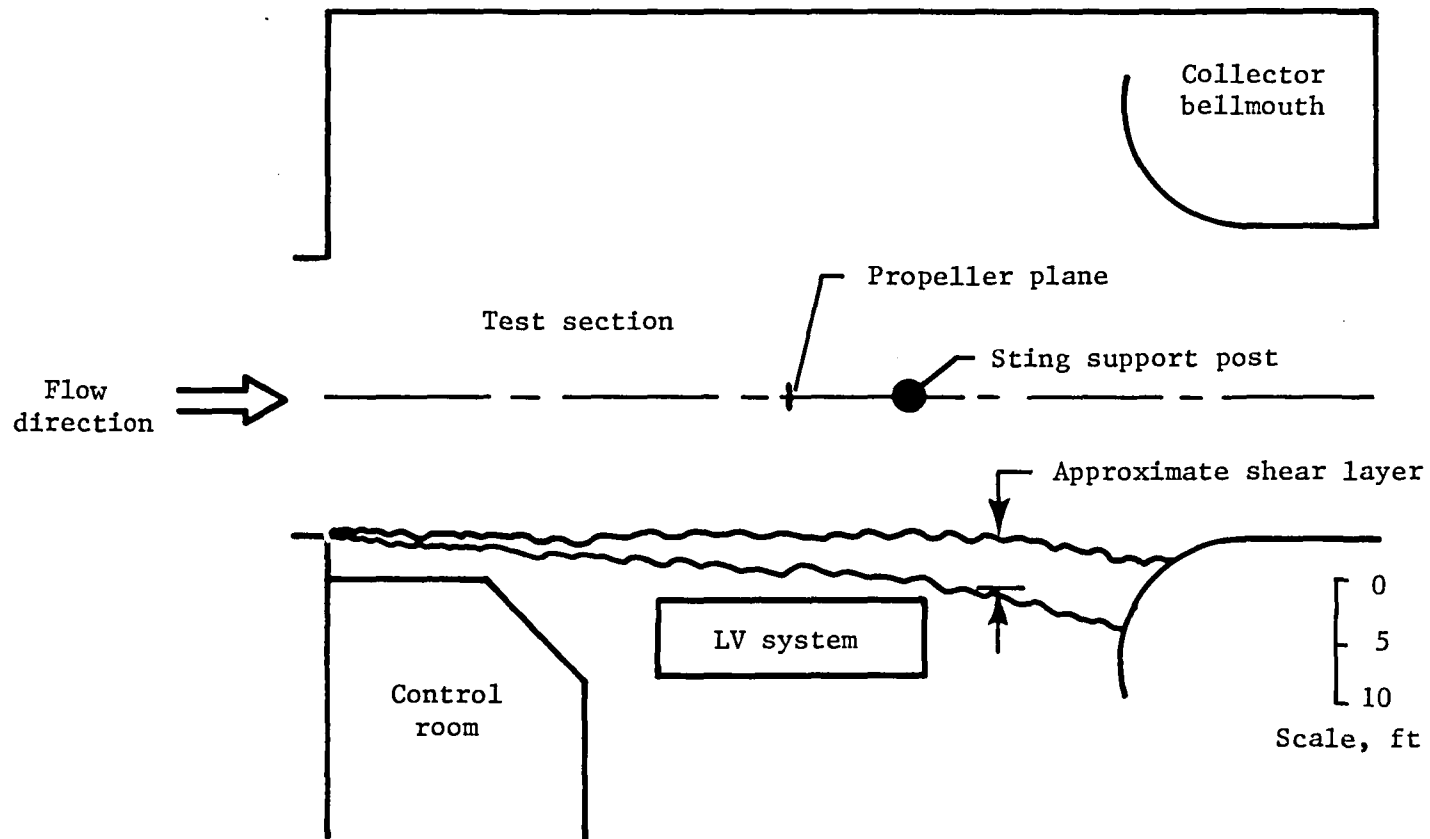 Collector
bellmouth
Propeller plane
Test section
Sting support post
Flow
direction
Approximate shear layer
0
5
10
Scale, ft
LV system
Control
room